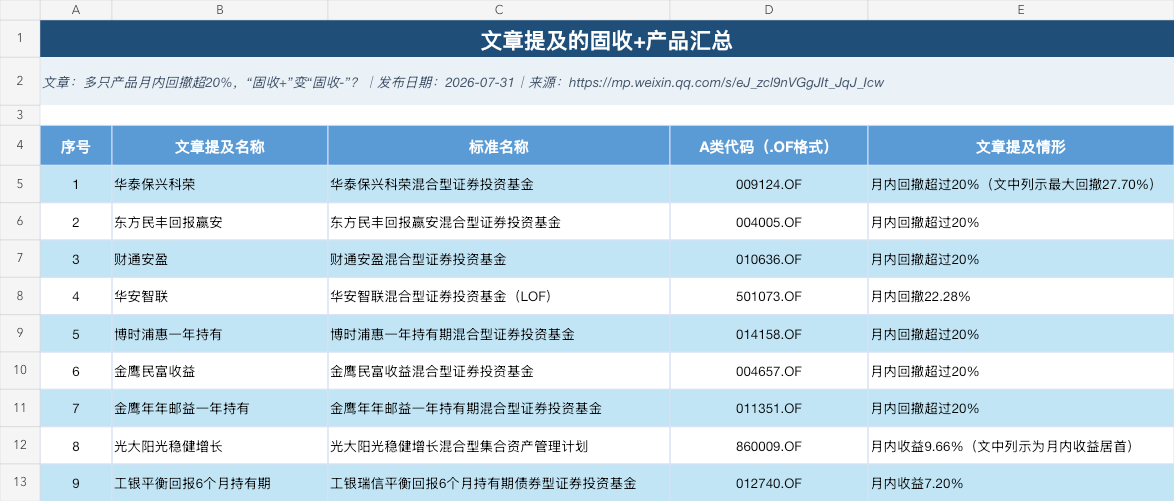 A B C D E
1 文章提及的固收+产品汇总
2 文章：多只产品月内回撤超20%，“固收+”变“固收-”？｜发布日期：2026-07-31｜来源：https://mp.weixin.qq.com/s/eJ_zcl9nVGgJIt_JqJ_Icw
3
4 序号 文章提及名称 标准名称 A类代码（.OF格式） 文章提及情形
5 1 华泰保兴科荣 华泰保兴科荣混合型证券投资基金 009124.OF 月内回撤超过20%（文中列示最大回撤27.70%）
6 2 东方民丰回报赢安 东方民丰回报赢安混合型证券投资基金 004005.OF 月内回撤超过20%
7 3 财通安盈 财通安盈混合型证券投资基金 010636.OF 月内回撤超过20%
8 4 华安智联 华安智联混合型证券投资基金（LOF） 501073.OF 月内回撤22.28%
9 5 博时浦惠一年持有 博时浦惠一年持有期混合型证券投资基金 014158.OF 月内回撤超过20%
10 6 金鹰民富收益 金鹰民富收益混合型证券投资基金 004657.OF 月内回撤超过20%
11 7 金鹰年年邮益一年持有 金鹰年年邮益一年持有期混合型证券投资基金 011351.OF 月内回撤超过20%
12 8 光大阳光稳健增长 光大阳光稳健增长混合型集合资产管理计划 860009.OF 月内收益9.66%（文中列示为月内收益居首）
13 9 工银平衡回报6个月持有期 工银瑞信平衡回报6个月持有期债券型证券投资基金 012740.OF 月内收益7.20%